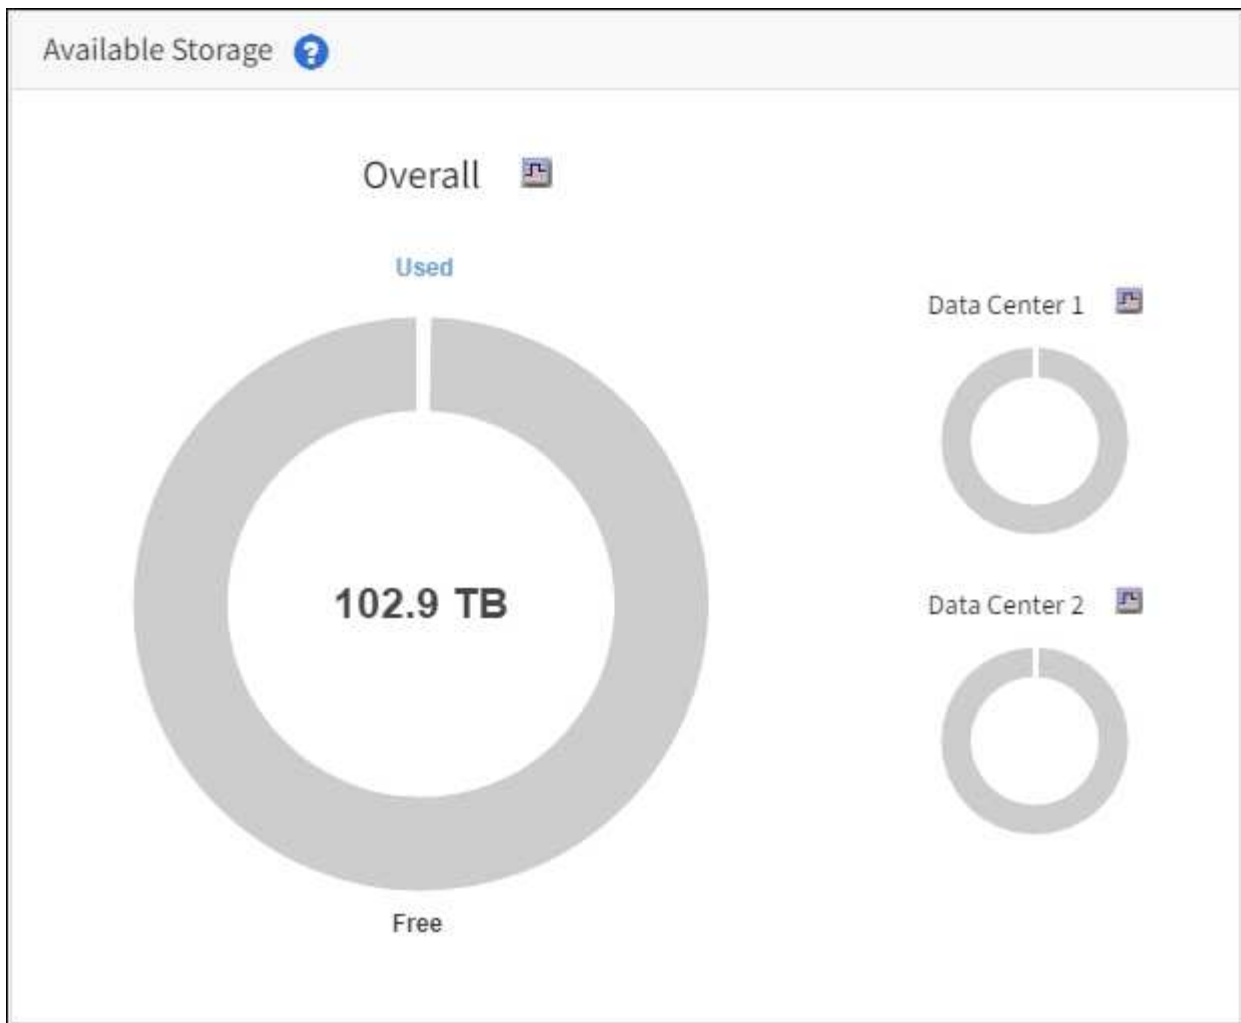 Available Storage ?
Overall
Used
102.9 TB
Free
Data Center 1
Data Center 2